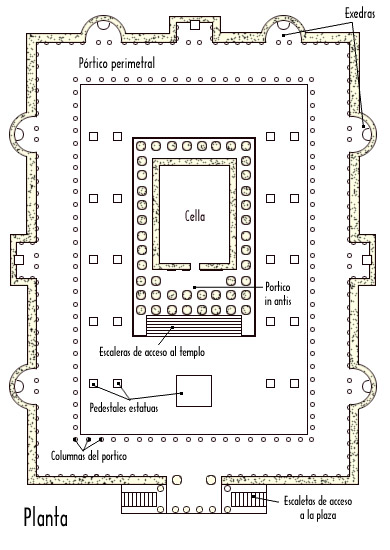 Exedras
Pórtico perimetral
Cella
Portico
in antis
Escaleras de acceso al templo
Pedestales estatuas
Columnas del portico
Escaletas de acceso
a la plaza
Planta